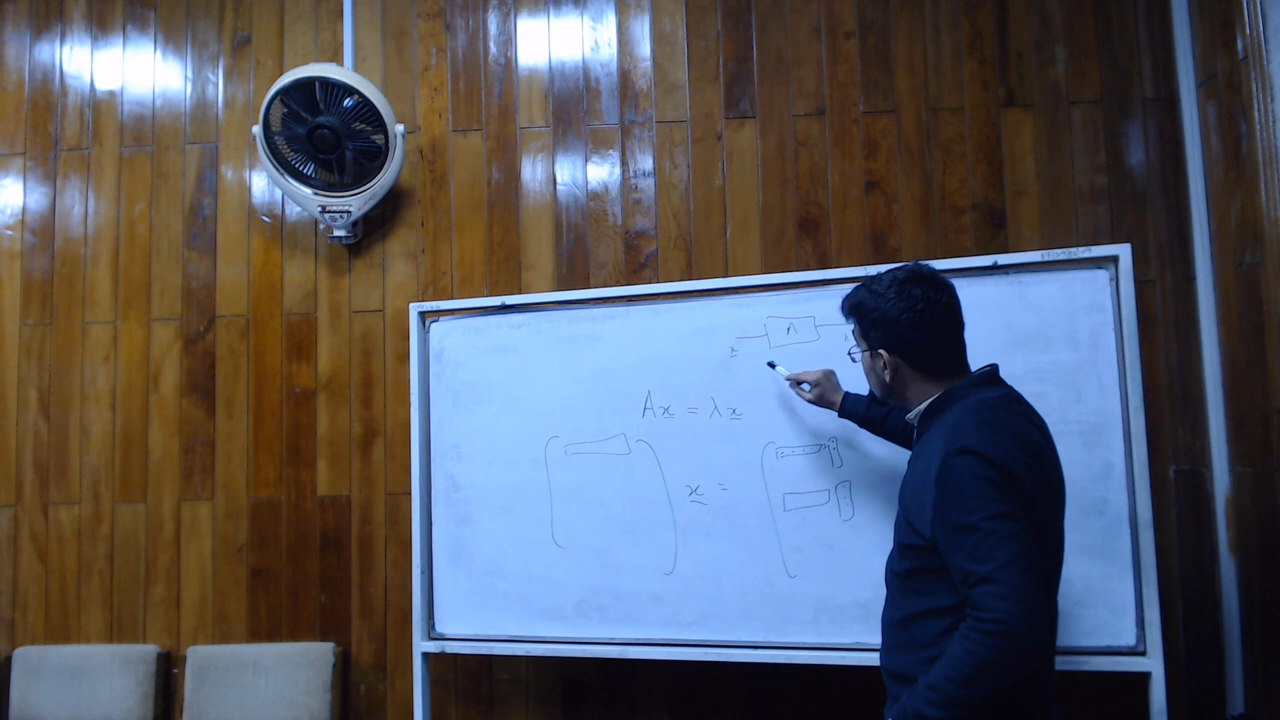 A
x
Ax = λx
x =